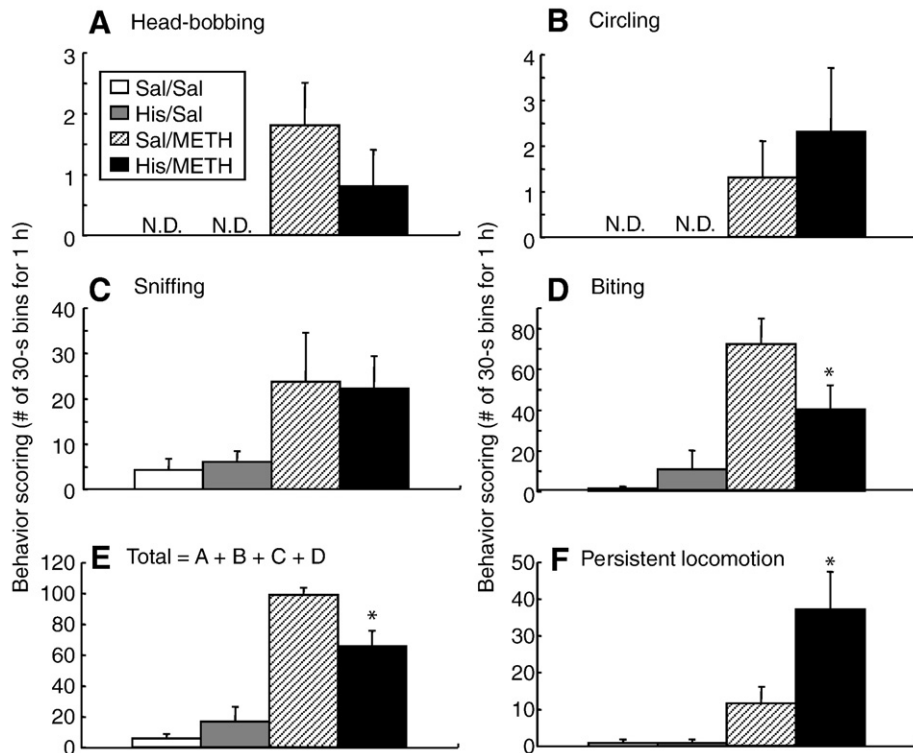 A Head-bobbing
3
2
1
0
Sal/Sal
His/Sal
Sal/METH
His/METH
N.D. N.D.
B Circling
4
3
2
1
0
N.D. N.D.
C Sniffing
40
30
20
10
0
D Biting
80
60
40
20
0
*
E Total = A + B + C + D
120
100
80
60
40
20
0
*
F Persistent locomotion
50
40
30
20
10
0
*
Behavior scoring (# of 30-s bins for 1 h)
Behavior scoring (# of 30-s bins for 1 h)